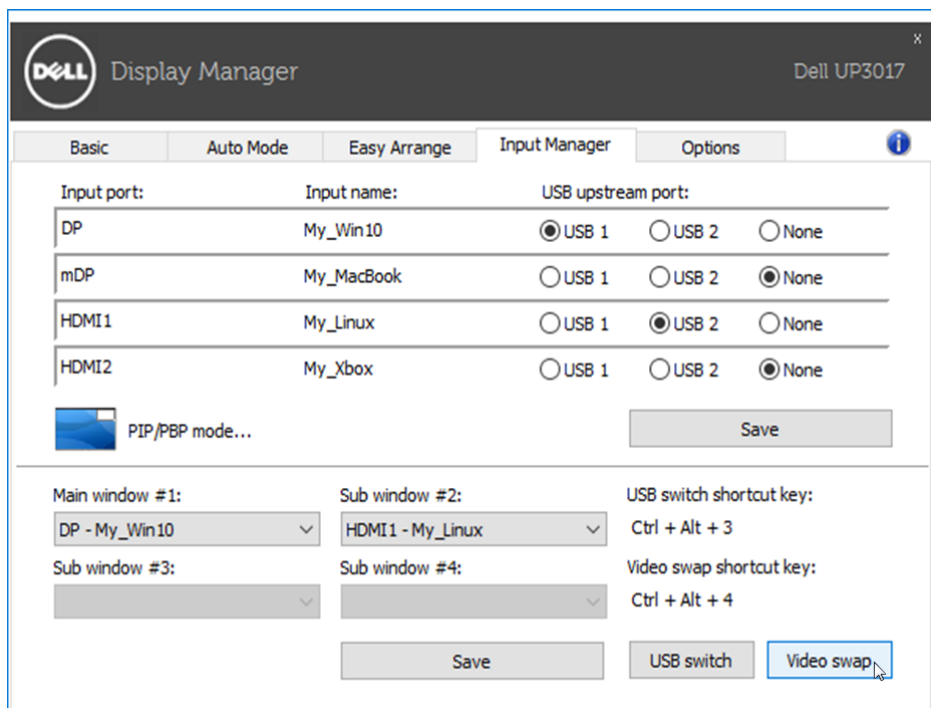 x
DELL Display Manager Dell UP3017
Basic Auto Mode Easy Arrange Input Manager Options i
Input port: Input name: USB upstream port:
DP My_Win10 USB 1 USB 2 None
mDP My_MacBook USB 1 USB 2 None
HDMI1 My_Linux USB 1 USB 2 None
HDMI2 My_Xbox USB 1 USB 2 None
PIP/PBP mode... Save
Main window #1: Sub window #2: USB switch shortcut key:
DP - My_Win10 HDMI1 - My_Linux Ctrl + Alt + 3
Sub window #3: Sub window #4: Video swap shortcut key:
Ctrl + Alt + 4
Save USB switch Video swap